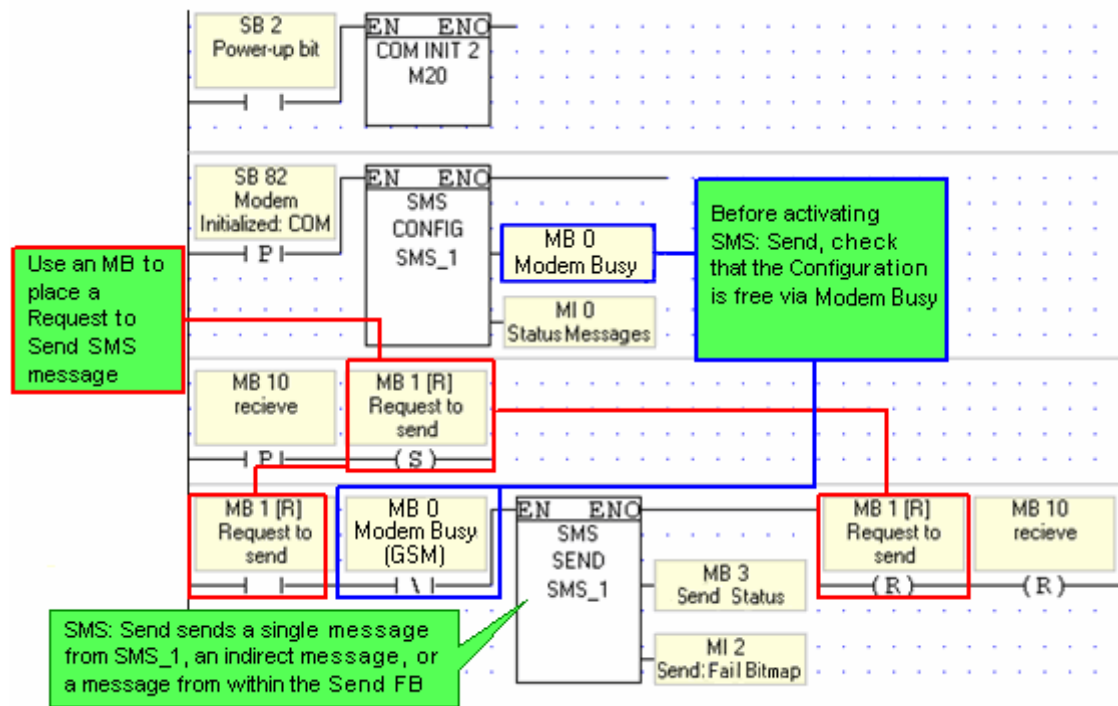 SB 2
Power-up bit
EN ENO
COM INIT 2
M20
SB 82
Modem
Initialized: COM
P
EN ENO
SMS
CONFIG
SMS_1
MB 0
Modem Busy
MI 0
Status Messages
Before activating
SMS: Send, check
that the Configuration
is free via Modem Busy
Use an MB to
place a
Request to
Send SMS
message
MB 10
recieve
P
MB 1 [R]
Request to
send
(S)
MB 1 [R]
Request to
send
MB 0
Modem Busy
(GSM)
EN ENO
SMS
SEND
SMS_1
MB 3
Send Status
MI 2
Send: Fail Bitmap
MB 1 [R]
Request to
send
(R)
MB 10
recieve
(R)
SMS: Send sends a single message
from SMS_1, an indirect message, or
a message from within the Send FB